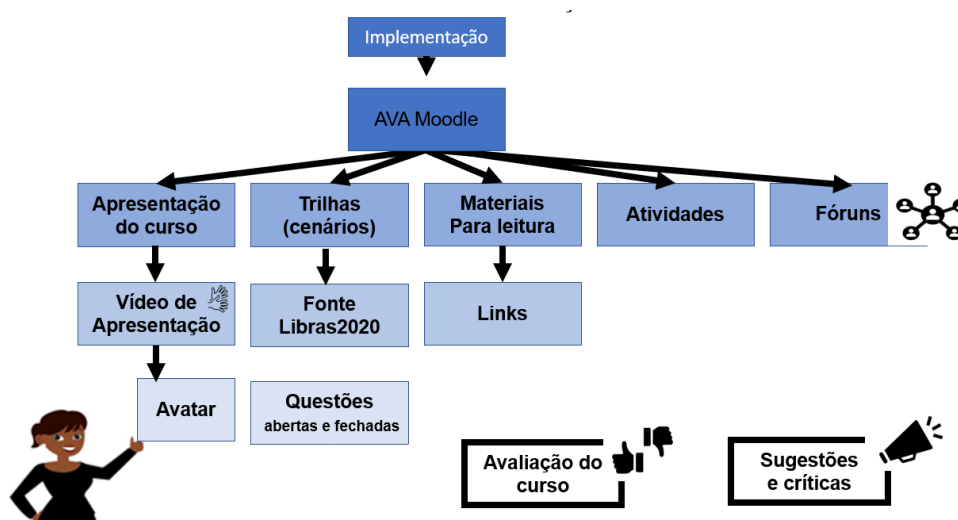 Implementação
AVA Moodle
Apresentação
do curso
Trilhas
(cenários)
Materiais
Para leitura
Atividades
Fóruns
Vídeo de
Apresentação
Fonte
Libras2020
Links
Avatar
Questões
abertas e fechadas
Avaliação do
curso
Sugestões
e críticas